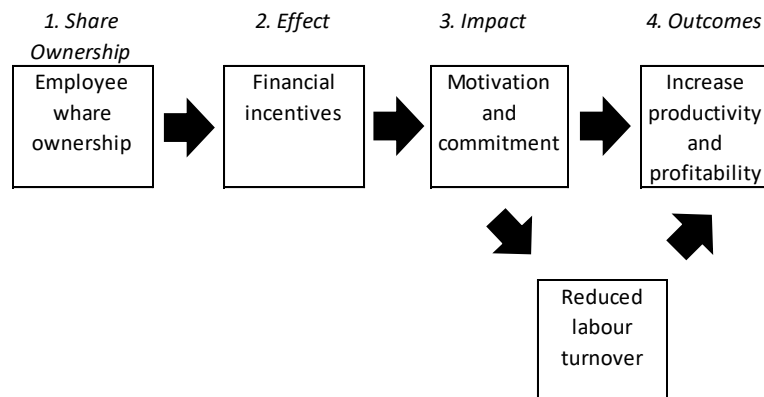 1. Share
Ownership
2. Effect
3. Impact
4. Outcomes
Employee
whare
ownership
Financial
incentives
Motivation
and
commitment
Increase
productivity
and
profitability
Reduced
labour
turnover